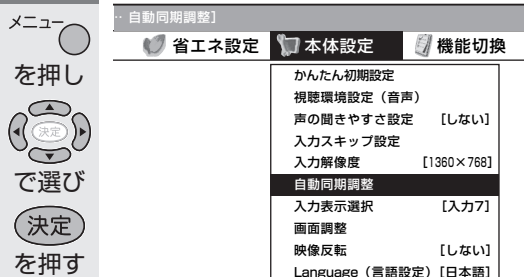 メニュー
を押し
決定
で選び
決定
を押す
‥ 自動同期調整]
省エネ設定 本体設定 機能切換
かんたん初期設定
視聴環境設定（音声）
声の聞きやすさ設定 [しない]
入力スキップ設定
入力解像度 [1360×768]
自動同期調整
入力表示選択 [入力7]
画面調整
映像反転 [しない]
Language（言語設定）[日本語]